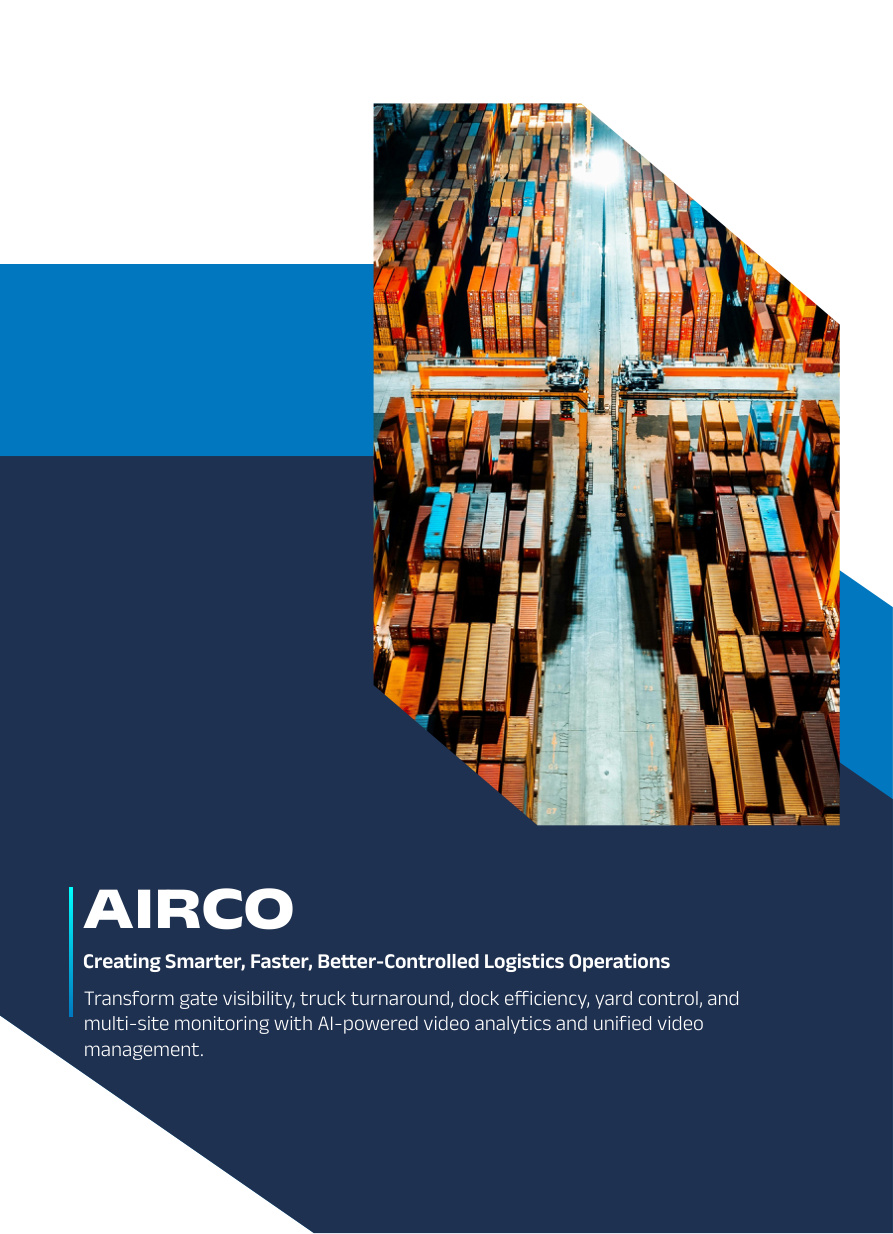 AIRCO
Creating Smarter, Faster, Better-Controlled Logistics Operations
Transform gate visibility, truck turnaround, dock efficiency, yard control, and
multi-site monitoring with AI-powered video analytics and unified video
management.